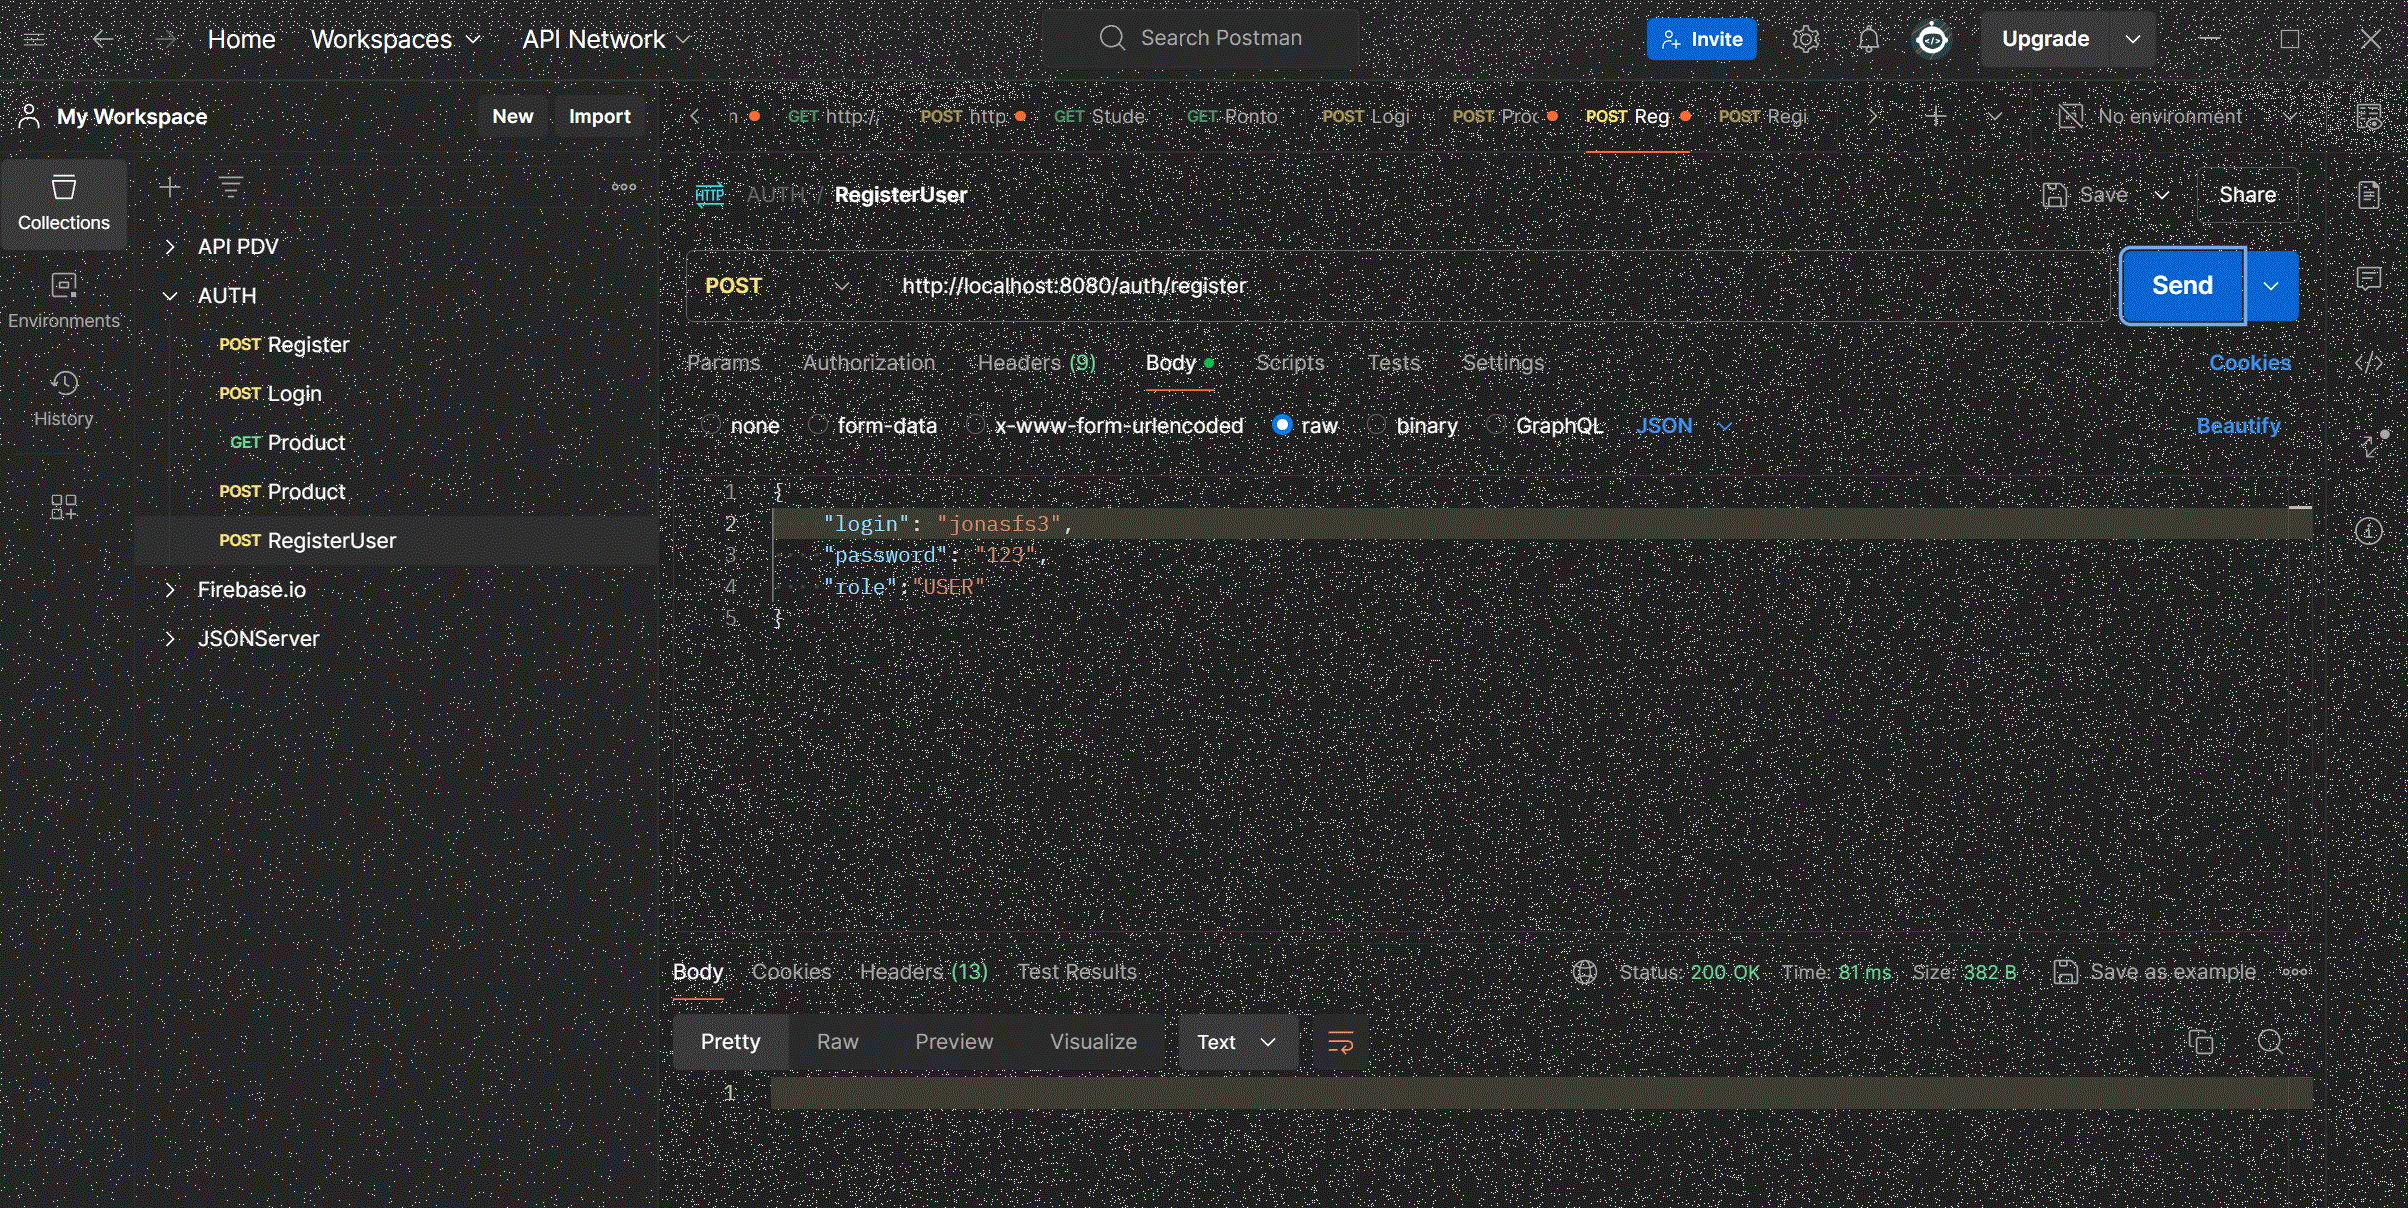 Home Workspaces API Network Search Postman Invite Upgrade
My Workspace New Import
n GET http:/ POST http GET Stude GET Ponto POST Logi POST Proc POST Reg POST Regi No environment
Collections
Environments
History
API PDV
AUTH
POST Register
POST Login
GET Product
POST Product
POST RegisterUser
Firebase.io
JSONServer
HTTP AUTH / RegisterUser Save Share
POST http://localhost:8080/auth/register Send
Params Authorization Headers (9) Body Scripts Tests Settings Cookies
none form-data x-www-form-urlencoded raw binary GraphQL JSON Beautify
1 {
2 "login": "jonasfs3",
3 "password": "123",
4 "role":"USER"
5 }
Body Cookies Headers (13) Test Results Status: 200 OK Time: 81 ms Size: 382 B Save as example
Pretty Raw Preview Visualize Text
1